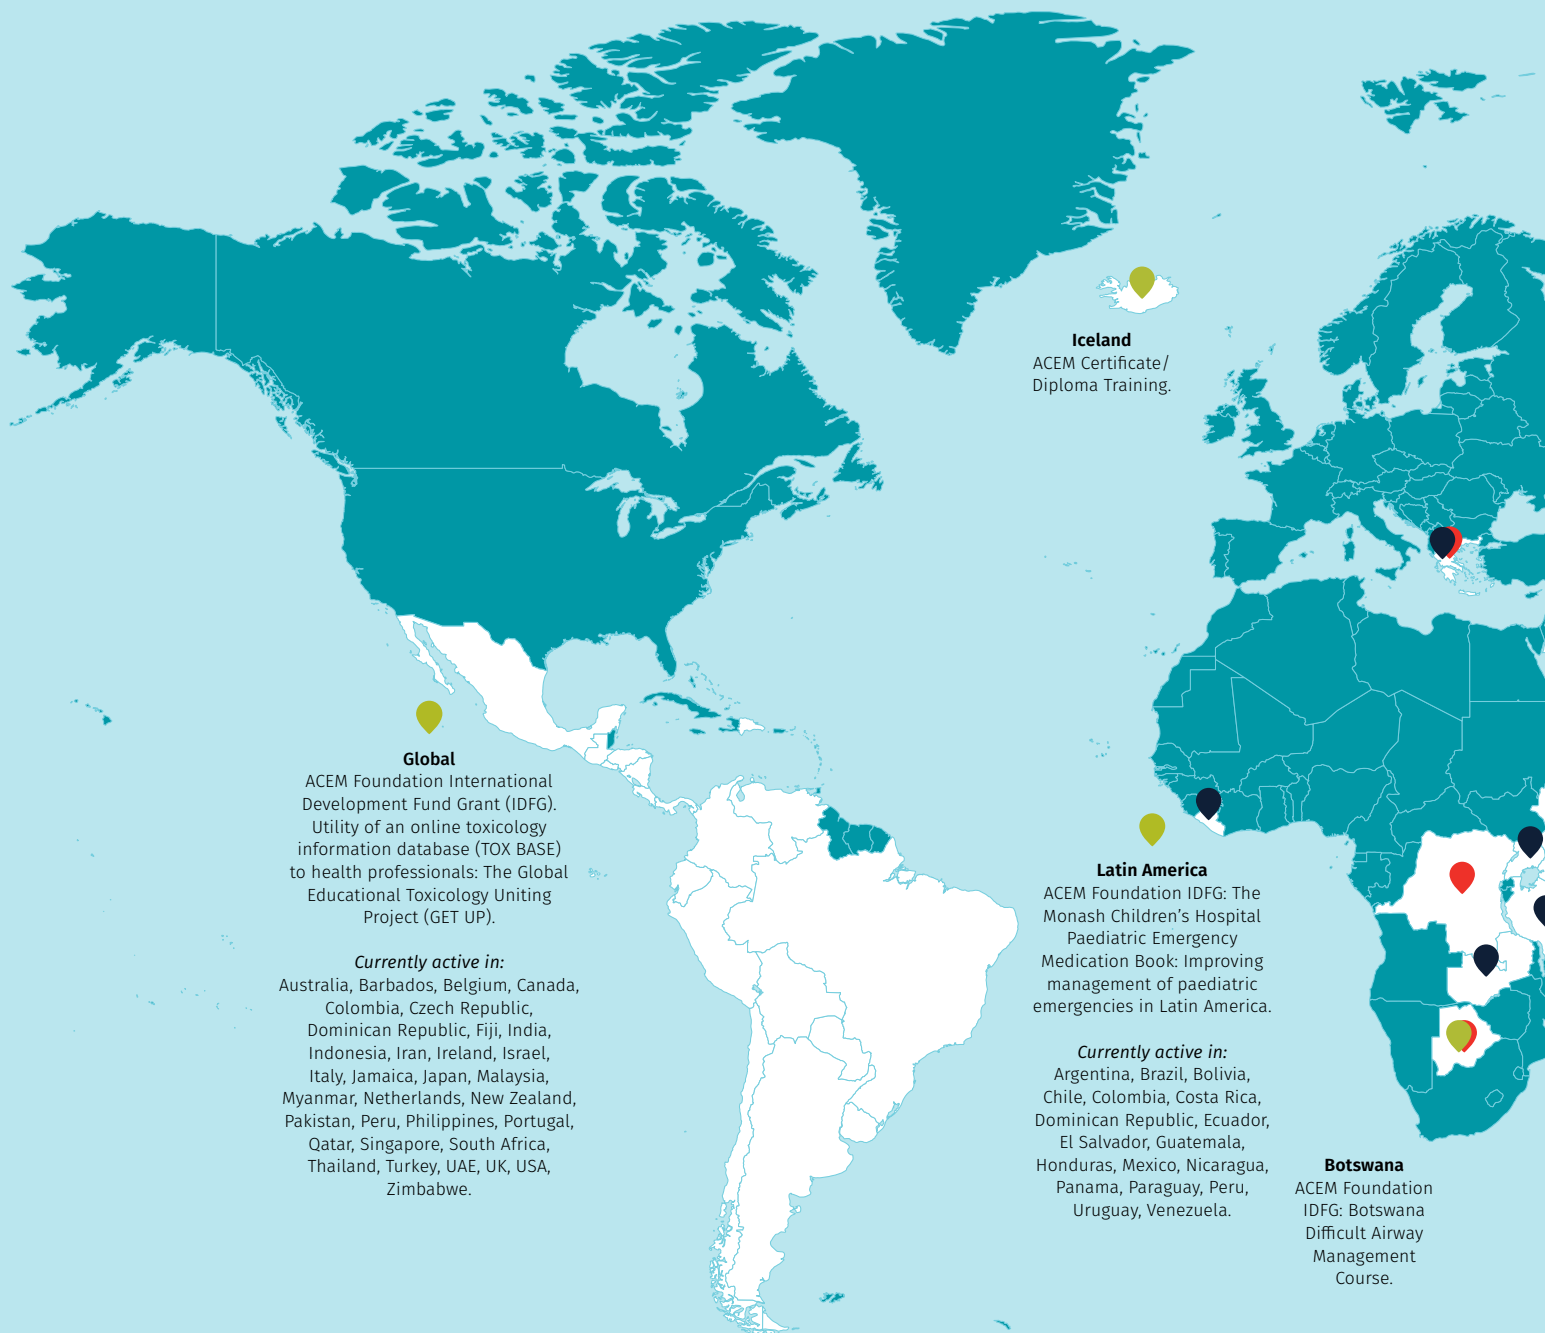 Iceland
ACEM Certificate/
Diploma Training.
Global
ACEM Foundation International
Development Fund Grant (IDFG).
Utility of an online toxicology
information database (TOX BASE)
to health professionals: The Global
Educational Toxicology Uniting
Project (GET UP).
Currently active in:
Australia, Barbados, Belgium, Canada,
Colombia, Czech Republic,
Dominican Republic, Fiji, India,
Indonesia, Iran, Ireland, Israel,
Italy, Jamaica, Japan, Malaysia,
Myanmar, Netherlands, New Zealand,
Pakistan, Peru, Philippines, Portugal,
Qatar, Singapore, South Africa,
Thailand, Turkey, UAE, UK, USA,
Zimbabwe.
Latin America
ACEM Foundation IDFG: The
Monash Children’s Hospital
Paediatric Emergency
Medication Book: Improving
management of paediatric
emergencies in Latin America.
Currently active in:
Argentina, Brazil, Bolivia,
Chile, Colombia, Costa Rica,
Dominican Republic, Ecuador,
El Salvador, Guatemala,
Honduras, Mexico, Nicaragua,
Panama, Paraguay, Peru,
Uruguay, Venezuela.
Botswana
ACEM Foundation
IDFG: Botswana
Difficult Airway
Management
Course.